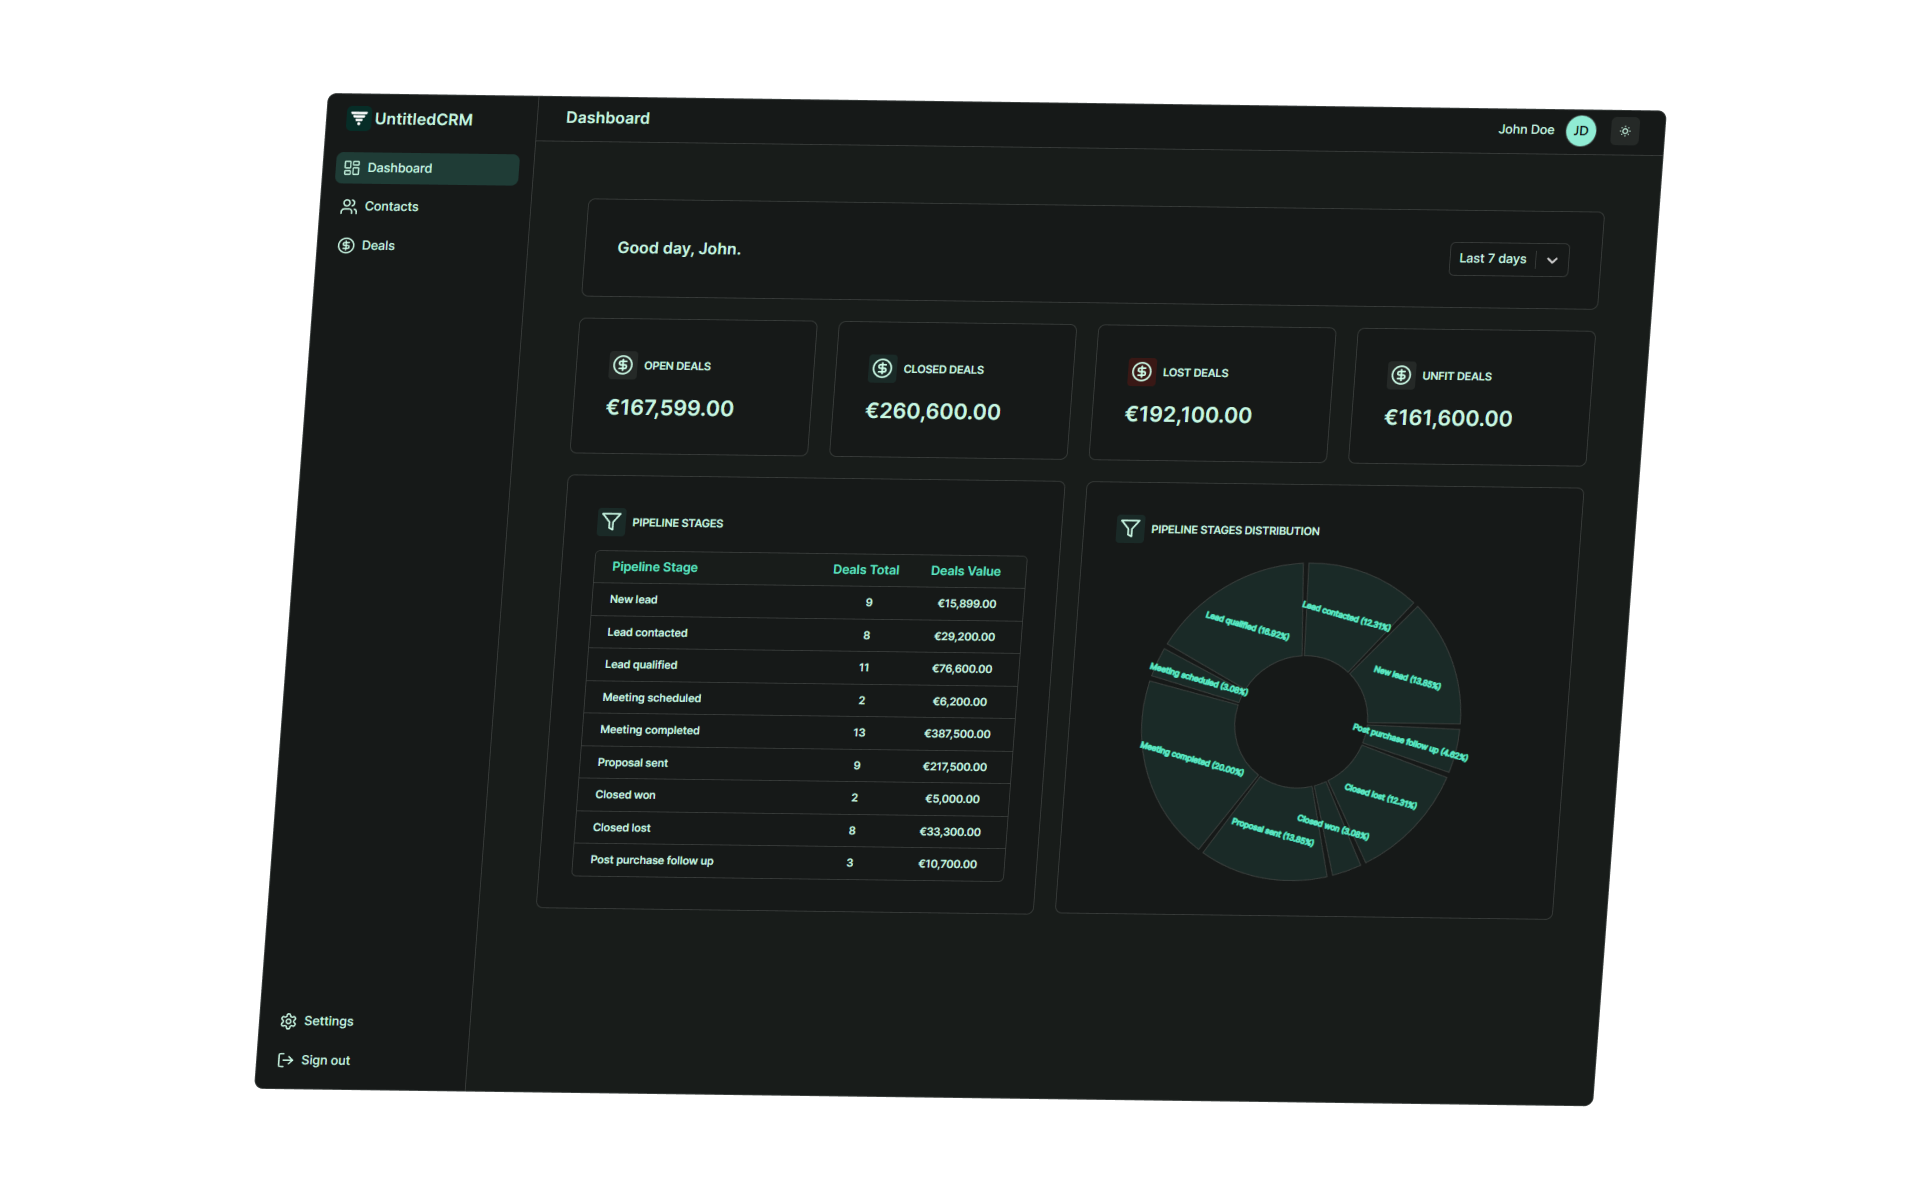 UntitledCRM
Dashboard
Contacts
Deals
Settings
Sign out
Dashboard
John Doe JD
Good day, John.
Last 7 days
OPEN DEALS
€167,599.00
CLOSED DEALS
€260,600.00
LOST DEALS
€192,100.00
UNFIT DEALS
€161,600.00
PIPELINE STAGES
Pipeline Stage Deals Total Deals Value
New lead 9 €15,899.00
Lead contacted 8 €29,200.00
Lead qualified 11 €76,600.00
Meeting scheduled 2 €6,200.00
Meeting completed 13 €387,500.00
Proposal sent 9 €217,500.00
Closed won 2 €5,000.00
Closed lost 8 €33,300.00
Post purchase follow up 3 €10,700.00
PIPELINE STAGES DISTRIBUTION
Lead contacted (12.31%)
Lead qualified (16.92%)
New lead (13.85%)
Meeting scheduled (3.08%)
Post purchase follow up (4.62%)
Meeting completed (20.00%)
Closed lost (12.31%)
Closed won (3.08%)
Proposal sent (13.85%)